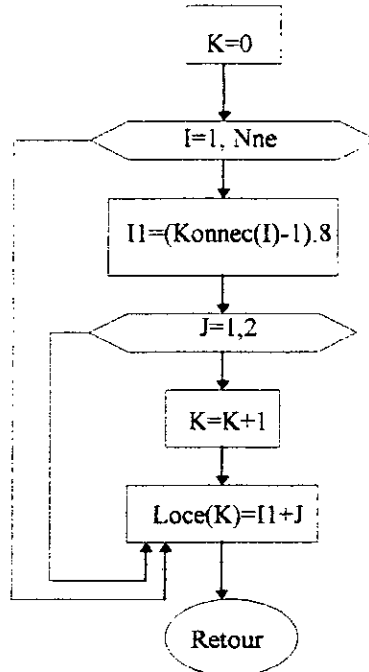 K=0
I=1, Nne
I1=(Konnec(I)-1).8
J=1,2
K=K+1
Loce(K)=I1+J
Retour